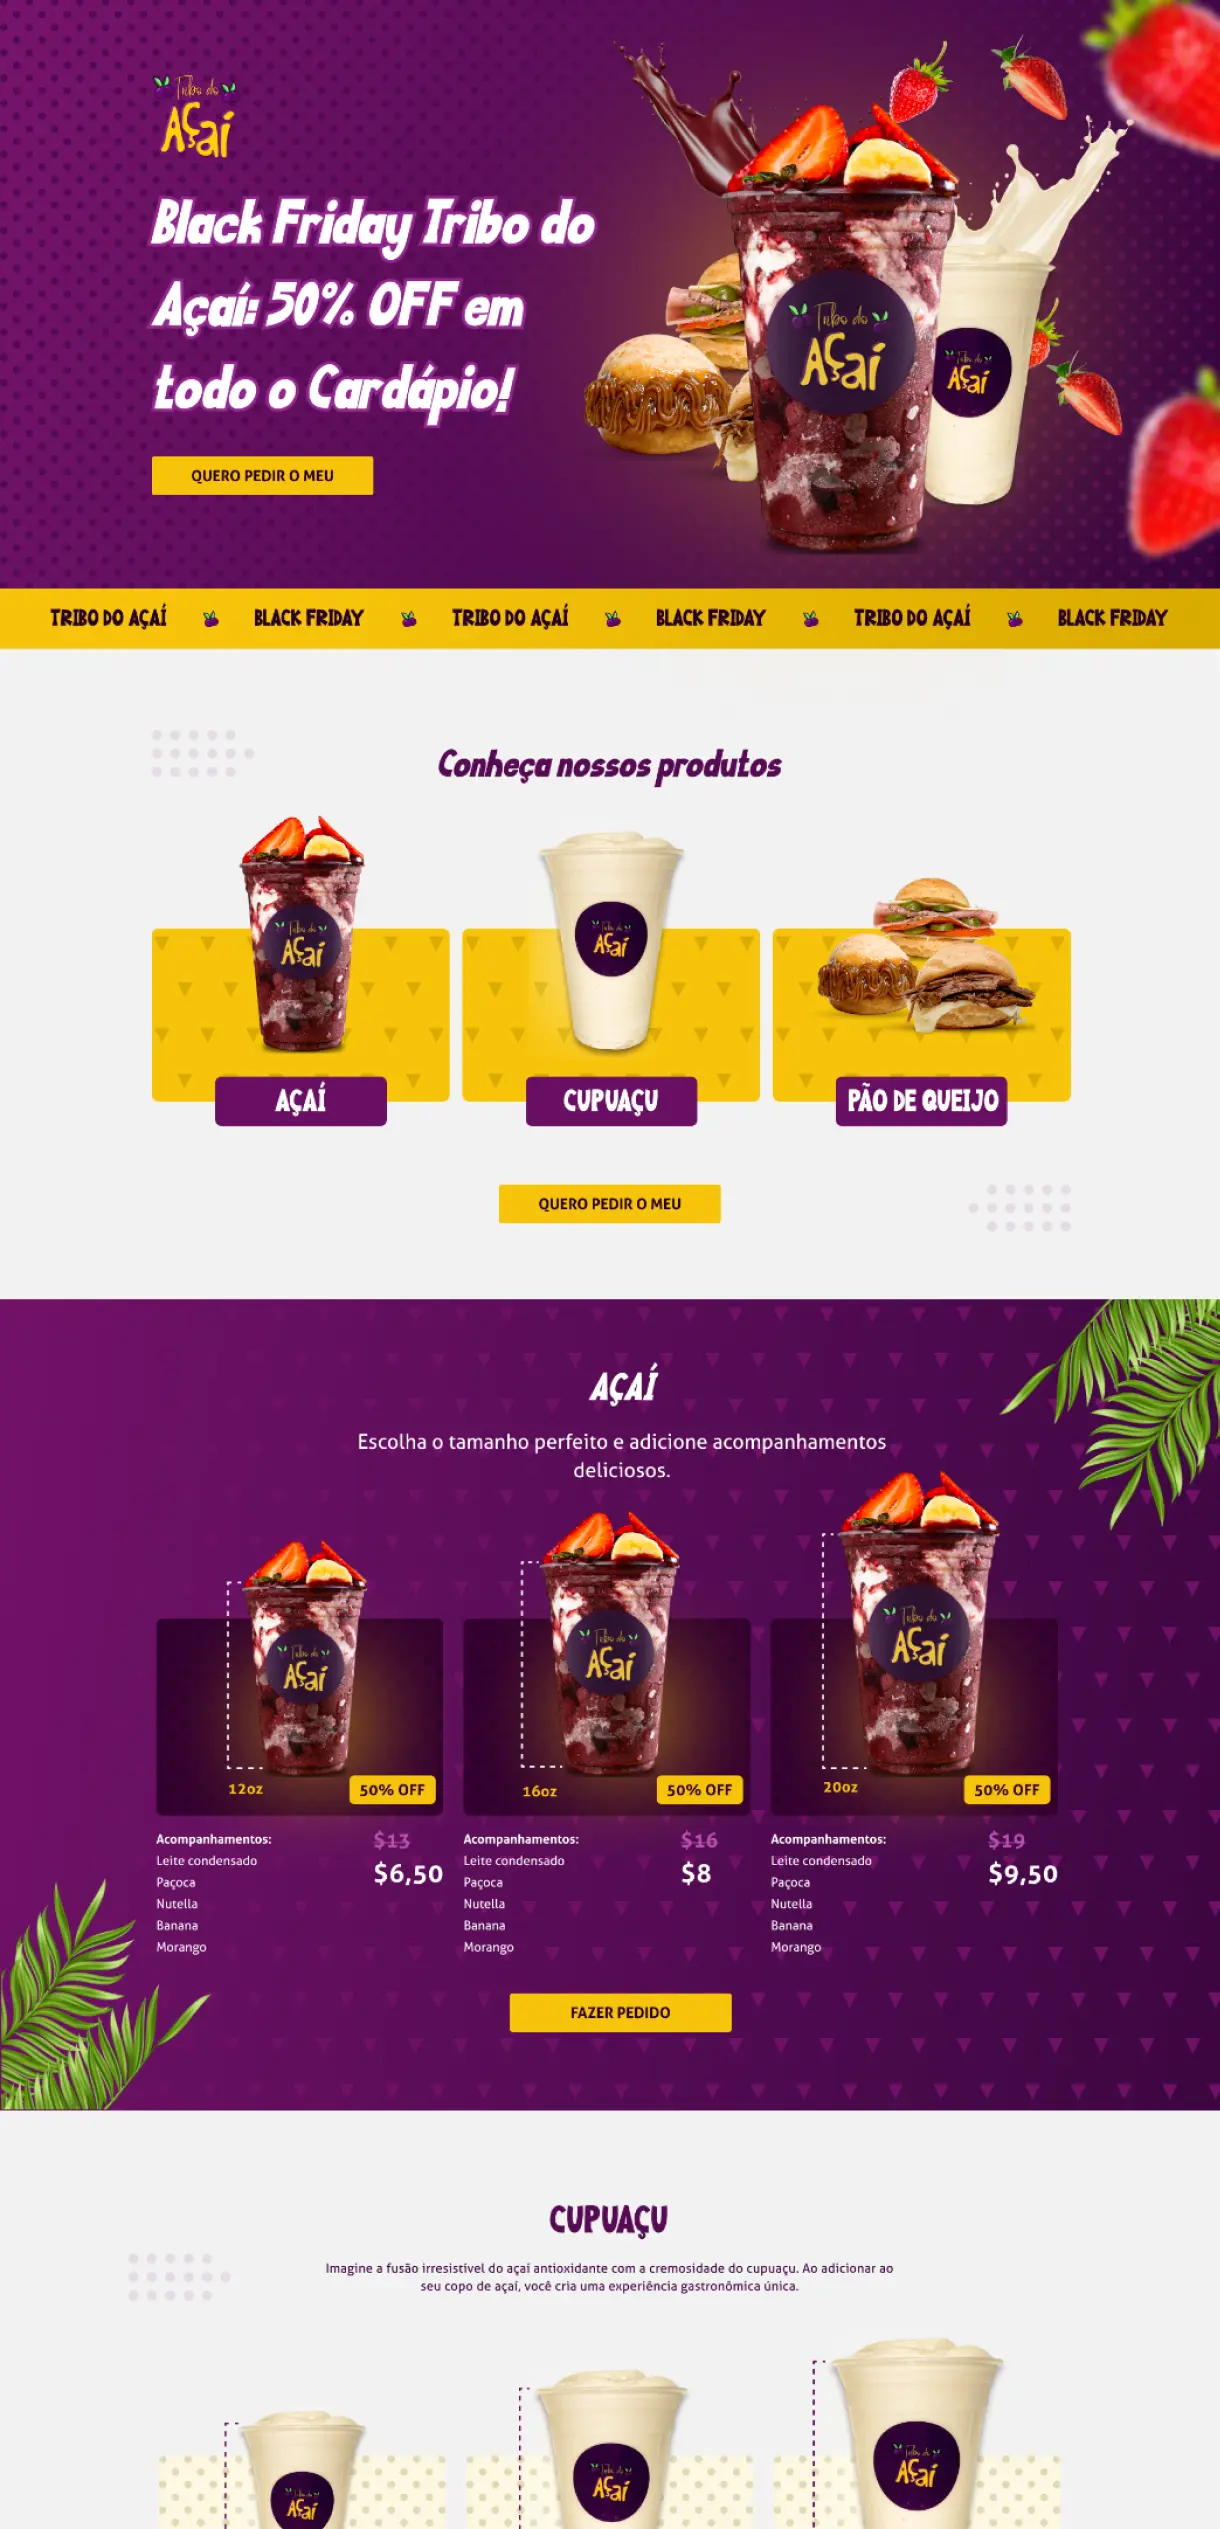 Tribo do
Açaí
Black Friday Tribo do
Açaí: 50% OFF em
todo o Cardápio!
QUERO PEDIR O MEU
Tribo do
Açaí
Tribo do
Açaí
TRIBO DO AÇAÍ BLACK FRIDAY TRIBO DO AÇAÍ BLACK FRIDAY TRIBO DO AÇAÍ BLACK FRIDAY
Conheça nossos produtos
Tribo do
Açaí
Tribo do
Açaí
AÇAÍ
CUPUAÇU
PÃO DE QUEIJO
QUERO PEDIR O MEU
AÇAÍ
Escolha o tamanho perfeito e adicione acompanhamentos
deliciosos.
Tribo do
Açaí
12oz
50% OFF
Tribo do
Açaí
16oz
50% OFF
Tribo do
Açaí
20oz
50% OFF
Acompanhamentos:
Leite condensado
Paçoca
Nutella
Banana
Morango
$13
$6,50
Acompanhamentos:
Leite condensado
Paçoca
Nutella
Banana
Morango
$16
$8
Acompanhamentos:
Leite condensado
Paçoca
Nutella
Banana
Morango
$19
$9,50
FAZER PEDIDO
CUPUAÇU
Imagine a fusão irresistível do açaí antioxidante com a cremosidade do cupuaçu. Ao adicionar ao
seu copo de açaí, você cria uma experiência gastronômica única.
Tribo do
Açaí
Tribo do
Açaí
Tribo do
Açaí